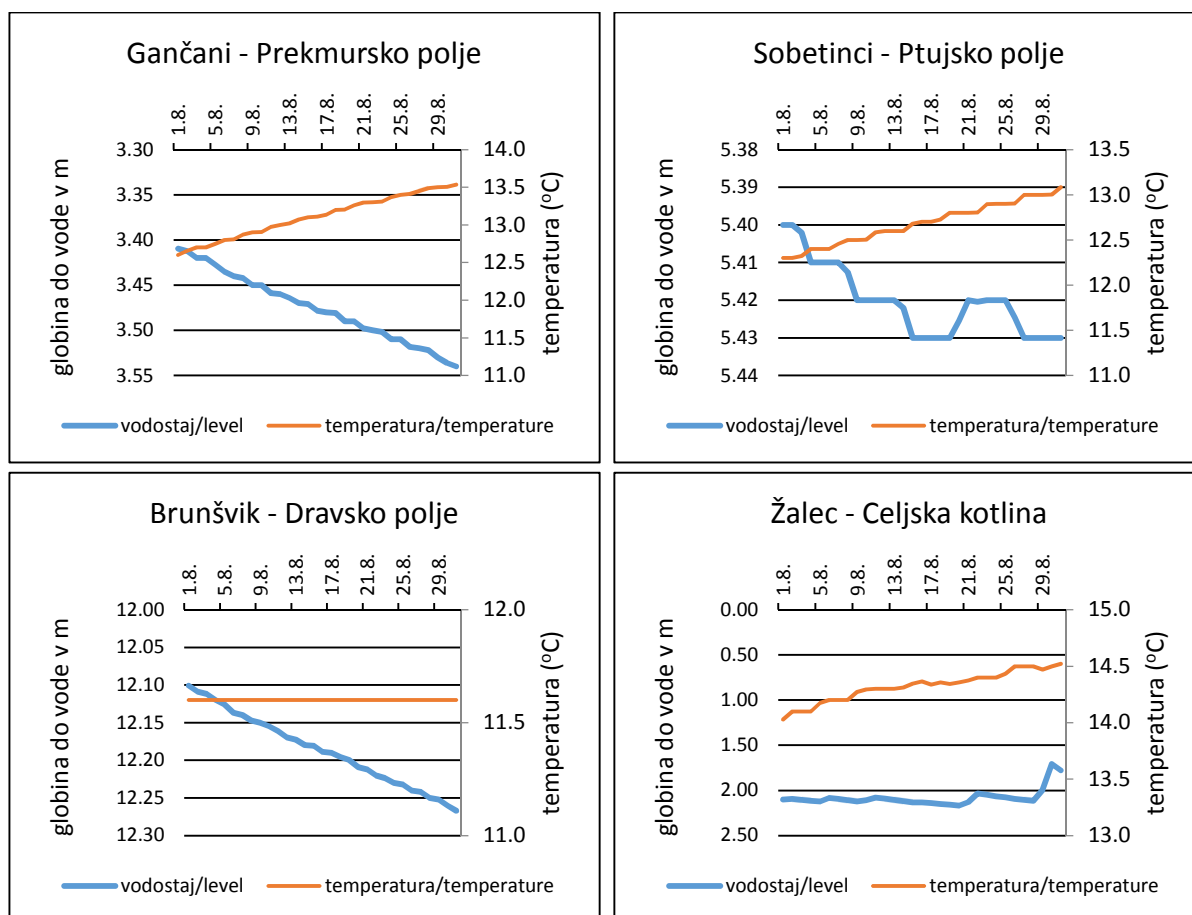 Gančani - Prekmursko polje
1.8. 5.8. 9.8. 13.8. 17.8. 21.8. 25.8. 29.8.
globina do vode v m
3.30
3.35
3.40
3.45
3.50
3.55
14.0
13.5
13.0
12.5
12.0
11.5
11.0
temperatura (°C)
vodostaj/level temperatura/temperature
Sobetinci - Ptujsko polje
1.8. 5.8. 9.8. 13.8. 17.8. 21.8. 25.8. 29.8.
globina do vode v m
5.38
5.39
5.40
5.41
5.42
5.43
5.44
13.5
13.0
12.5
12.0
11.5
11.0
temperatura (°C)
vodostaj/level temperatura/temperature
Brunšvik - Dravsko polje
1.8. 5.8. 9.8. 13.8. 17.8. 21.8. 25.8. 29.8.
globina do vode v m
12.00
12.05
12.10
12.15
12.20
12.25
12.30
12.0
11.5
11.0
temperatura (°C)
vodostaj/level temperatura/temperature
Žalec - Celjska kotlina
1.8. 5.8. 9.8. 13.8. 17.8. 21.8. 25.8. 29.8.
globina do vode v m
0.00
0.50
1.00
1.50
2.00
2.50
15.0
14.5
14.0
13.5
13.0
temperatura (°C)
vodostaj/level temperatura/temperature